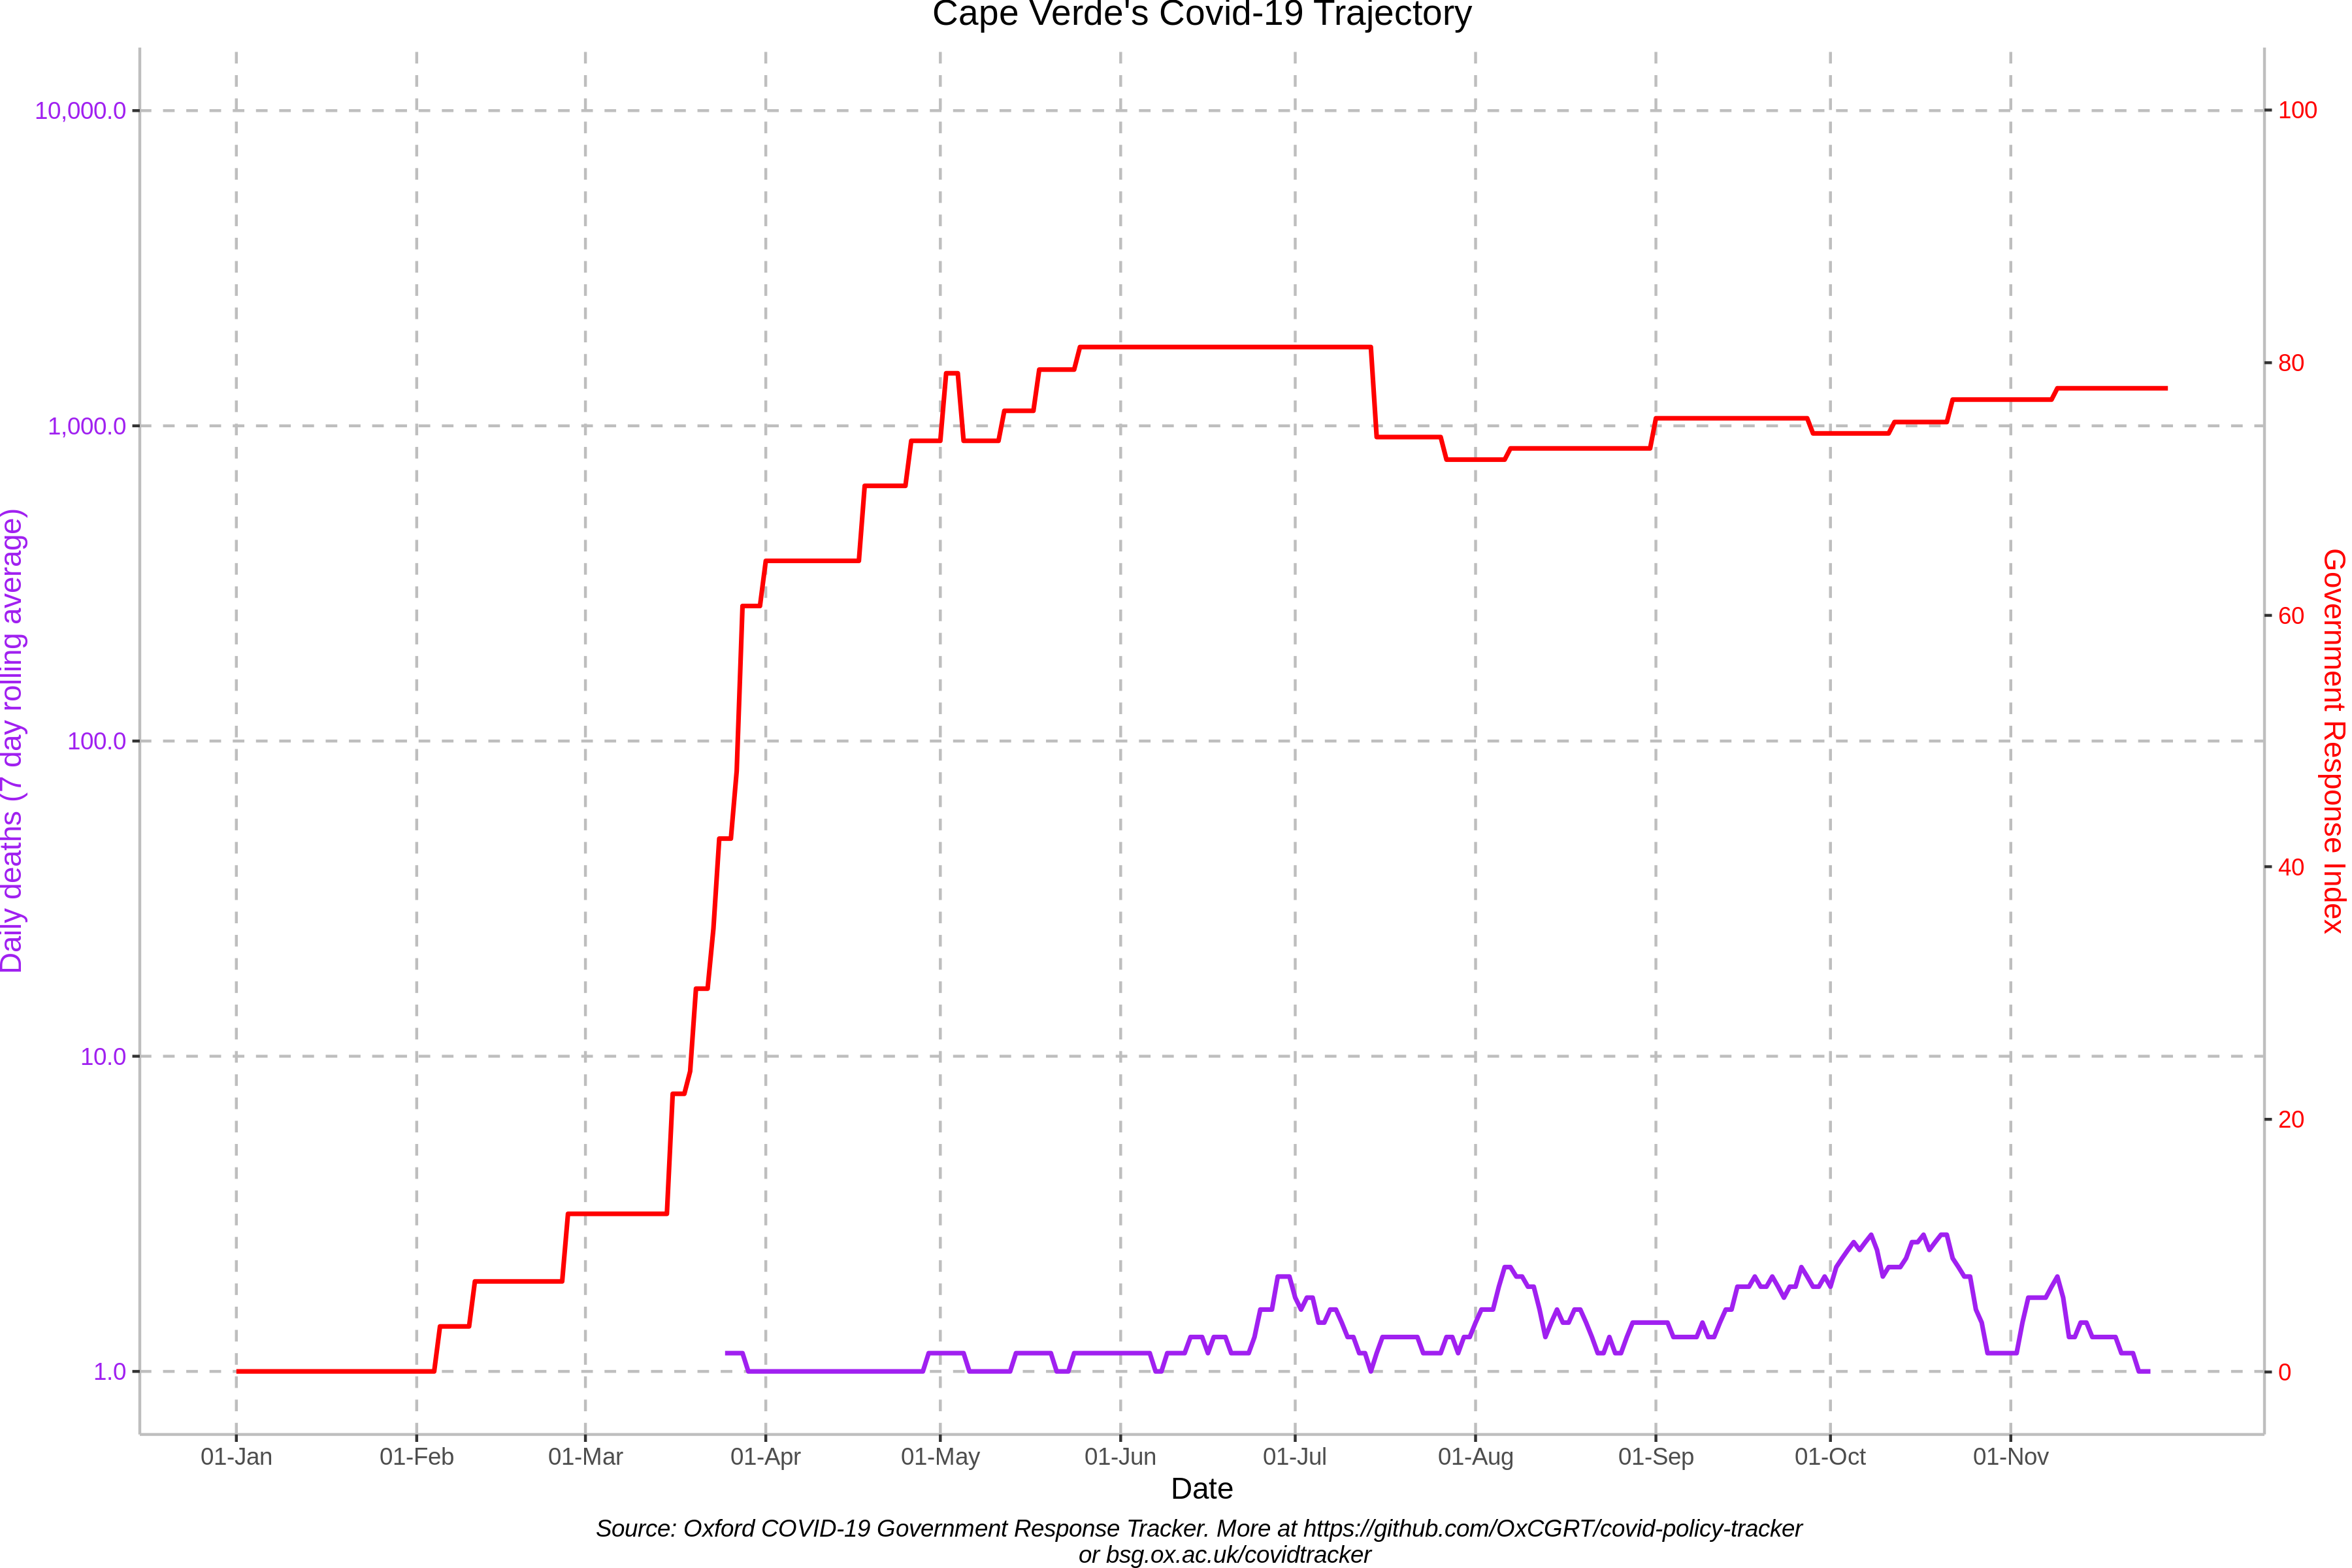 Cape Verde's Covid-19 Trajectory
10,000.0
1,000.0
100.0
10.0
1.0
Daily deaths (7 day rolling average)
100
80
60
40
20
0
Government Response Index
01-Jan 01-Feb 01-Mar 01-Apr 01-May 01-Jun 01-Jul 01-Aug 01-Sep 01-Oct 01-Nov
Date
Source: Oxford COVID-19 Government Response Tracker. More at https://github.com/OxCGRT/covid-policy-tracker
or bsg.ox.ac.uk/covidtracker